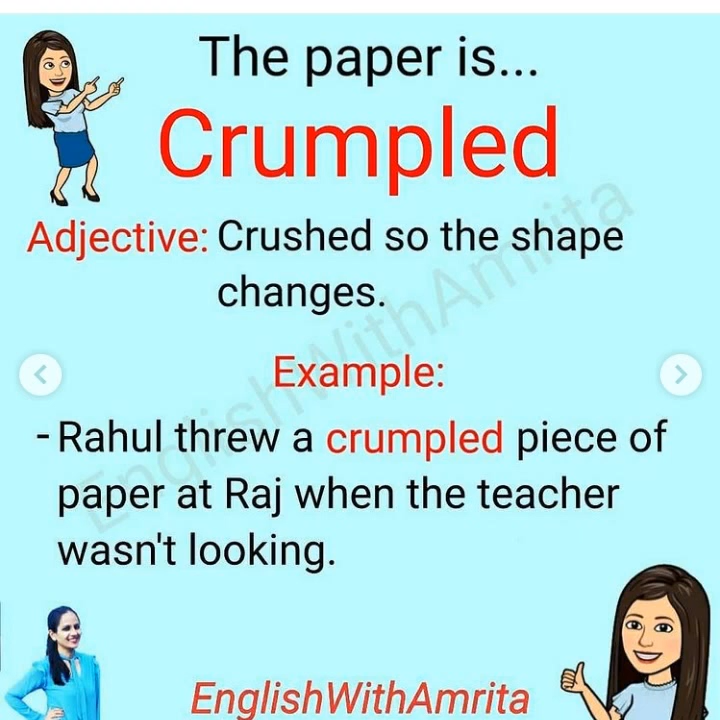 The paper is...
Crumpled
Adjective: Crushed so the shape
changes.
EnglishWithAmrita
Example:
- Rahul threw a crumpled piece of
paper at Raj when the teacher
wasn't looking.
EnglishWithAmrita